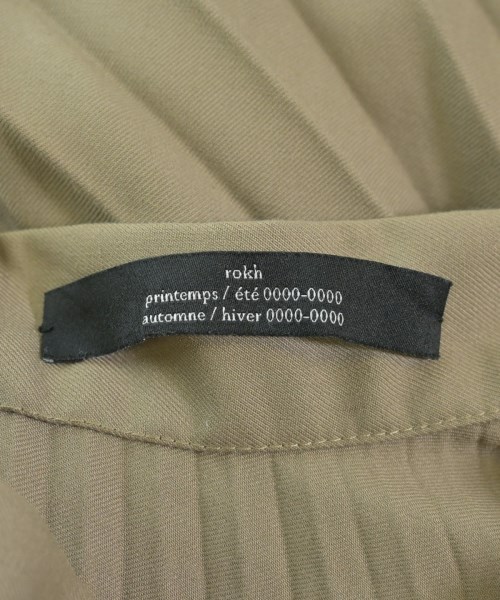 rokh
printemps / été 0000-0000
automne / hiver 0000-0000